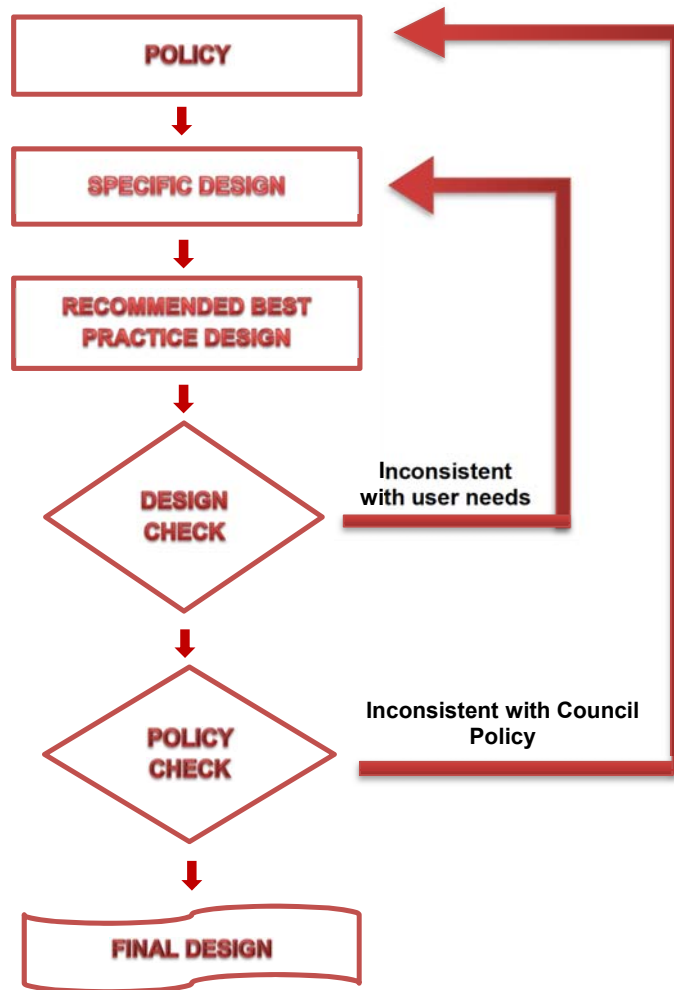 POLICY
SPECIFIC DESIGN
RECOMMENDED BEST
PRACTICE DESIGN
DESIGN
CHECK
Inconsistent
with user needs
POLICY
CHECK
Inconsistent with Council
Policy
FINAL DESIGN